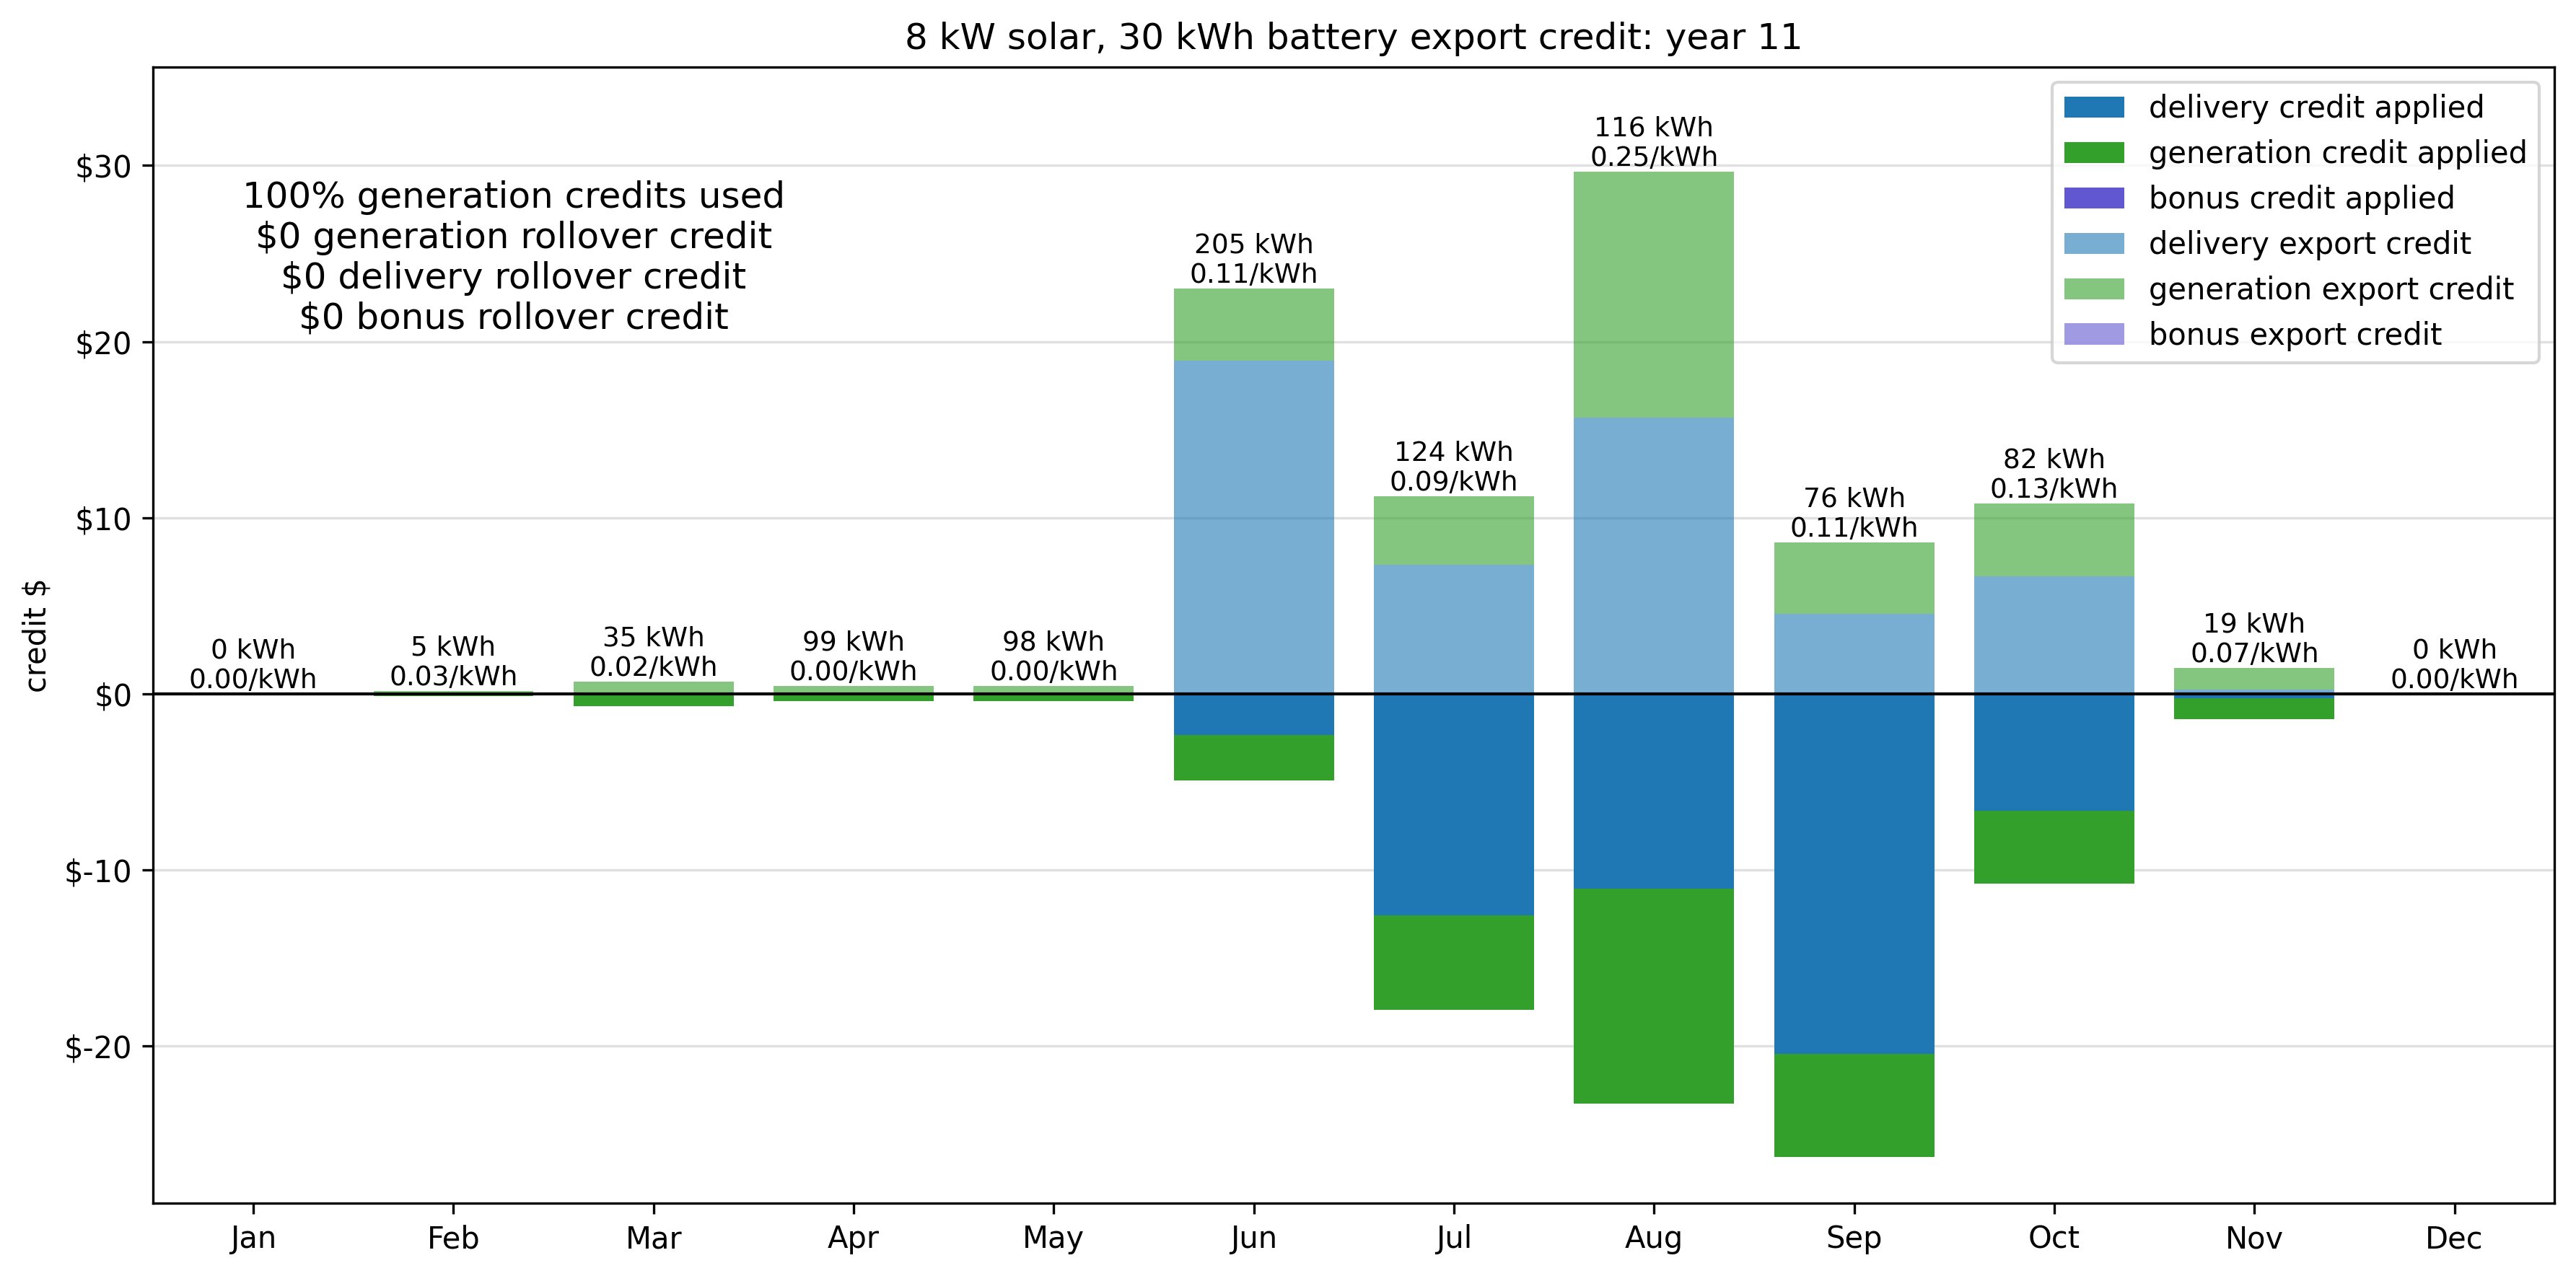 8 kW solar, 30 kWh battery export credit: year 11
delivery credit applied
generation credit applied
bonus credit applied
delivery export credit
generation export credit
bonus export credit
100% generation credits used
$0 generation rollover credit
$0 delivery rollover credit
$0 bonus rollover credit
credit $
$30
$20
$10
$0
$-10
$-20
0 kWh
0.00/kWh
5 kWh
0.03/kWh
35 kWh
0.02/kWh
99 kWh
0.00/kWh
98 kWh
0.00/kWh
205 kWh
0.11/kWh
124 kWh
0.09/kWh
116 kWh
0.25/kWh
76 kWh
0.11/kWh
82 kWh
0.13/kWh
19 kWh
0.07/kWh
0 kWh
0.00/kWh
Jan
Feb
Mar
Apr
May
Jun
Jul
Aug
Sep
Oct
Nov
Dec